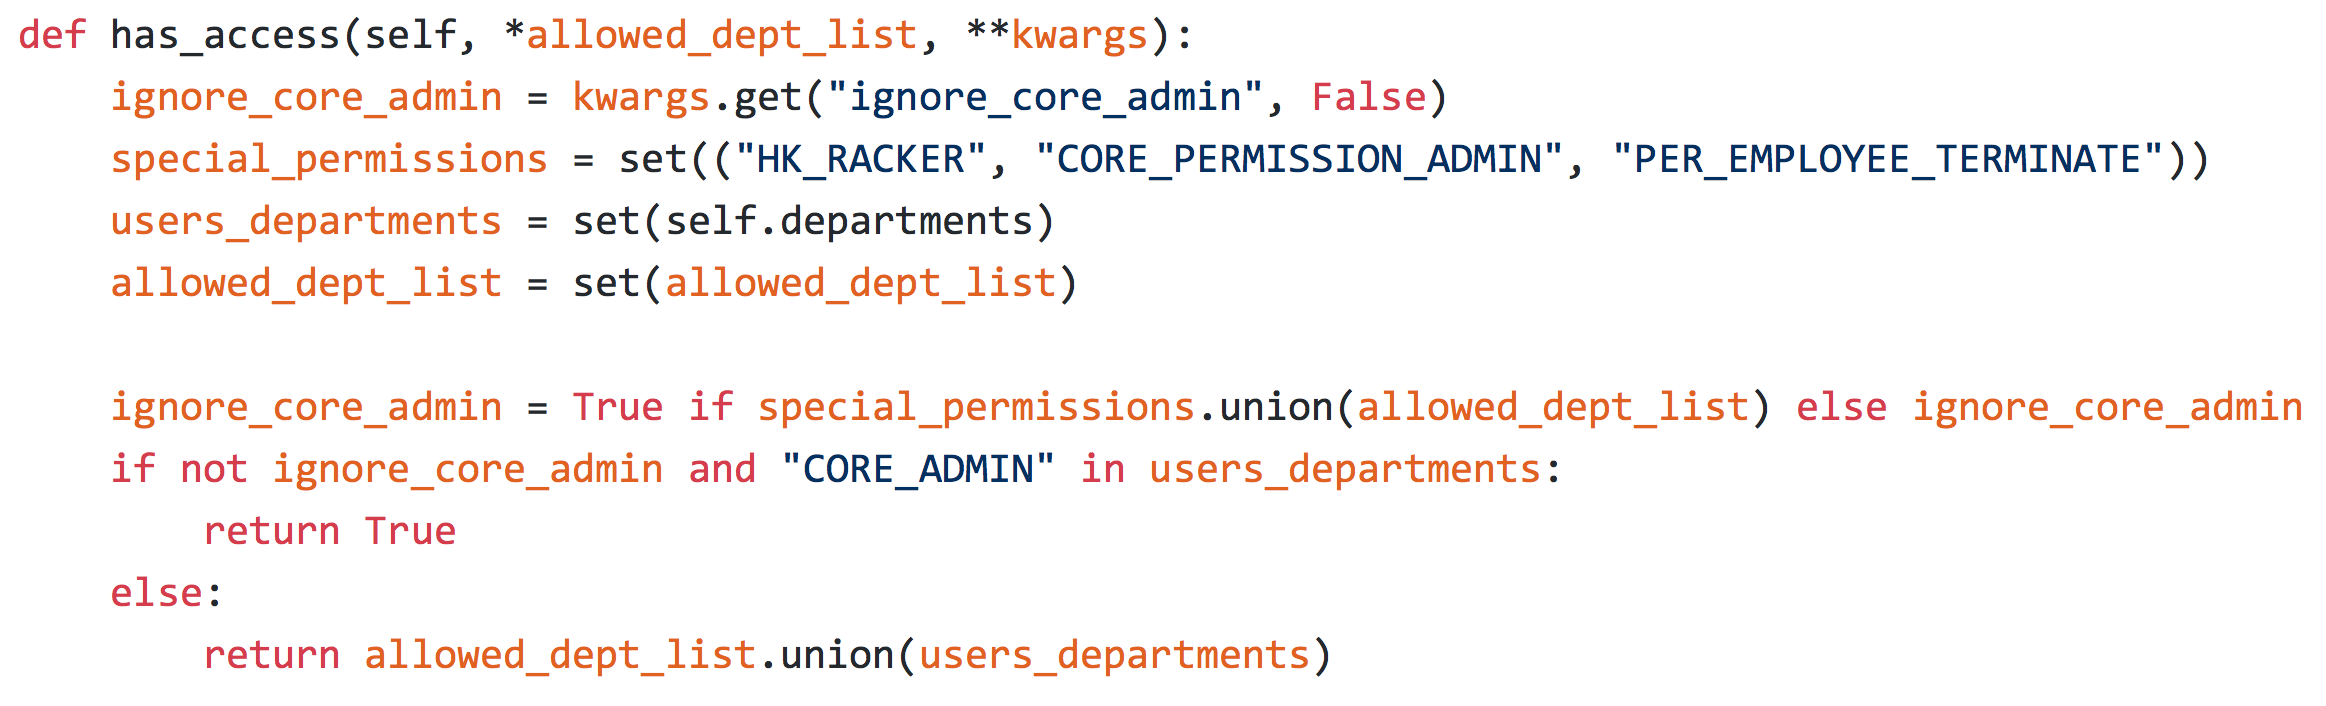 def has_access(self, *allowed_dept_list, **kwargs):
    ignore_core_admin = kwargs.get("ignore_core_admin", False)
    special_permissions = set(("HK_RACKER", "CORE_PERMISSION_ADMIN", "PER_EMPLOYEE_TERMINATE"))
    users_departments = set(self.departments)
    allowed_dept_list = set(allowed_dept_list)

    ignore_core_admin = True if special_permissions.union(allowed_dept_list) else ignore_core_admin
    if not ignore_core_admin and "CORE_ADMIN" in users_departments:
        return True
    else:
        return allowed_dept_list.union(users_departments)